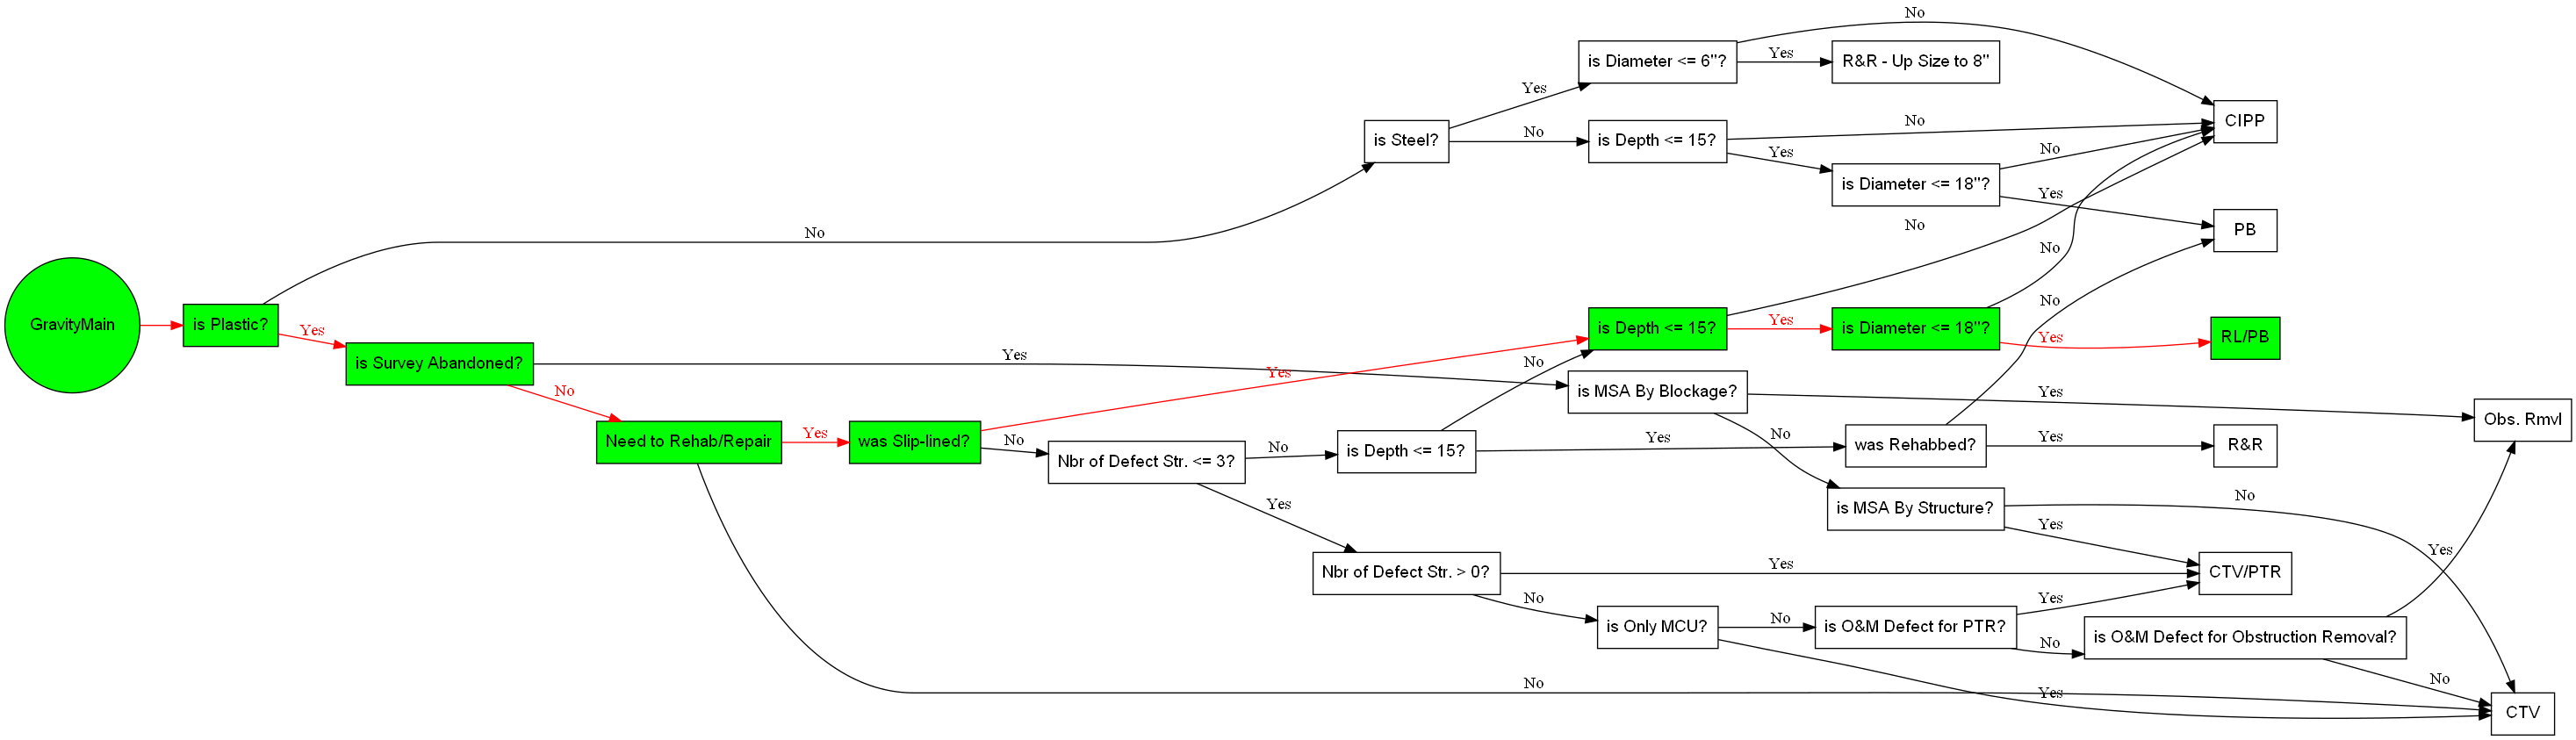 No
is Diameter <= 6"?
Yes
R&R - Up Size to 8"
Yes
is Steel?
No
is Depth <= 15?
No
CIPP
Yes
No
is Diameter <= 18"?
Yes
No
No
PB
No
GravityMain
is Plastic?
Yes
is Survey Abandoned?
No
Yes
Need to Rehab/Repair
Yes
was Slip-lined?
Yes
No
Nbr of Defect Str. <= 3?
No
is Depth <= 15?
No
Yes
is Depth <= 15?
Yes
is Diameter <= 18"?
No
Yes
RL/PB
is MSA By Blockage?
Yes
Obs. Rmvl
No
was Rehabbed?
No
Yes
R&R
is MSA By Structure?
No
Yes
Yes
Nbr of Defect Str. > 0?
Yes
CTV/PTR
No
is Only MCU?
No
is O&M Defect for PTR?
Yes
No
is O&M Defect for Obstruction Removal?
Yes
No
No
Yes
CTV